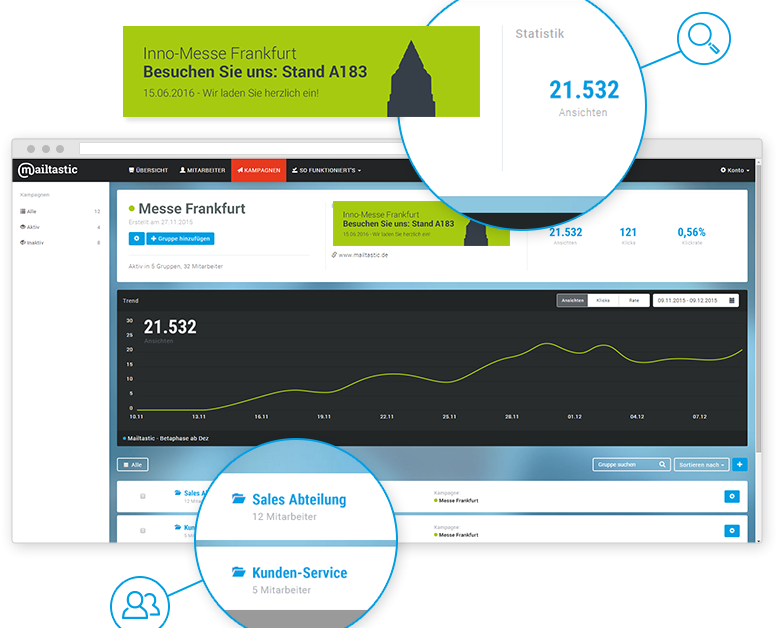 Inno-Messe Frankfurt
Besuchen Sie uns: Stand A183
15.06.2016 - Wir laden Sie herzlich ein!
Statistik
21.532
Ansichten
mailtastic
ÜBERSICHT
MITARBEITER
KAMPAGNEN
SO FUNKTIONIERT'S
Konto
Kampagnen
Alle 12
Aktiv 4
Inaktiv 8
Messe Frankfurt
Erstellt am 27.11.2015
Gruppe hinzufügen
Aktiv in 5 Gruppen, 32 Mitarbeiter
Inno-Messe Frankfurt
Besuchen Sie uns: Stand A183
15.06.2016 - Wir laden Sie herzlich ein!
www.mailtastic.de
21.532 121 0,56%
Ansichten Klicks Klickrate
Trend
Ansichten Klicks Rate 09.11.2015 - 09.12.2015
21.532
Ansichten
30
25
20
15
10
5
0
10.11 13.11 16.11 19.11 22.11 25.11 28.11 01.12 04.12 07.12
Mailtastic - Betaphase ab Dez
Alle
Gruppe suchen
Sortieren nach
Sales A
12 Mita
Kampagne
Messe Frankfurt
Kun
5 Mita
Kampagne
Messe Frankfurt
Sales Abteilung
12 Mitarbeiter
Kunden-Service
5 Mitarbeiter